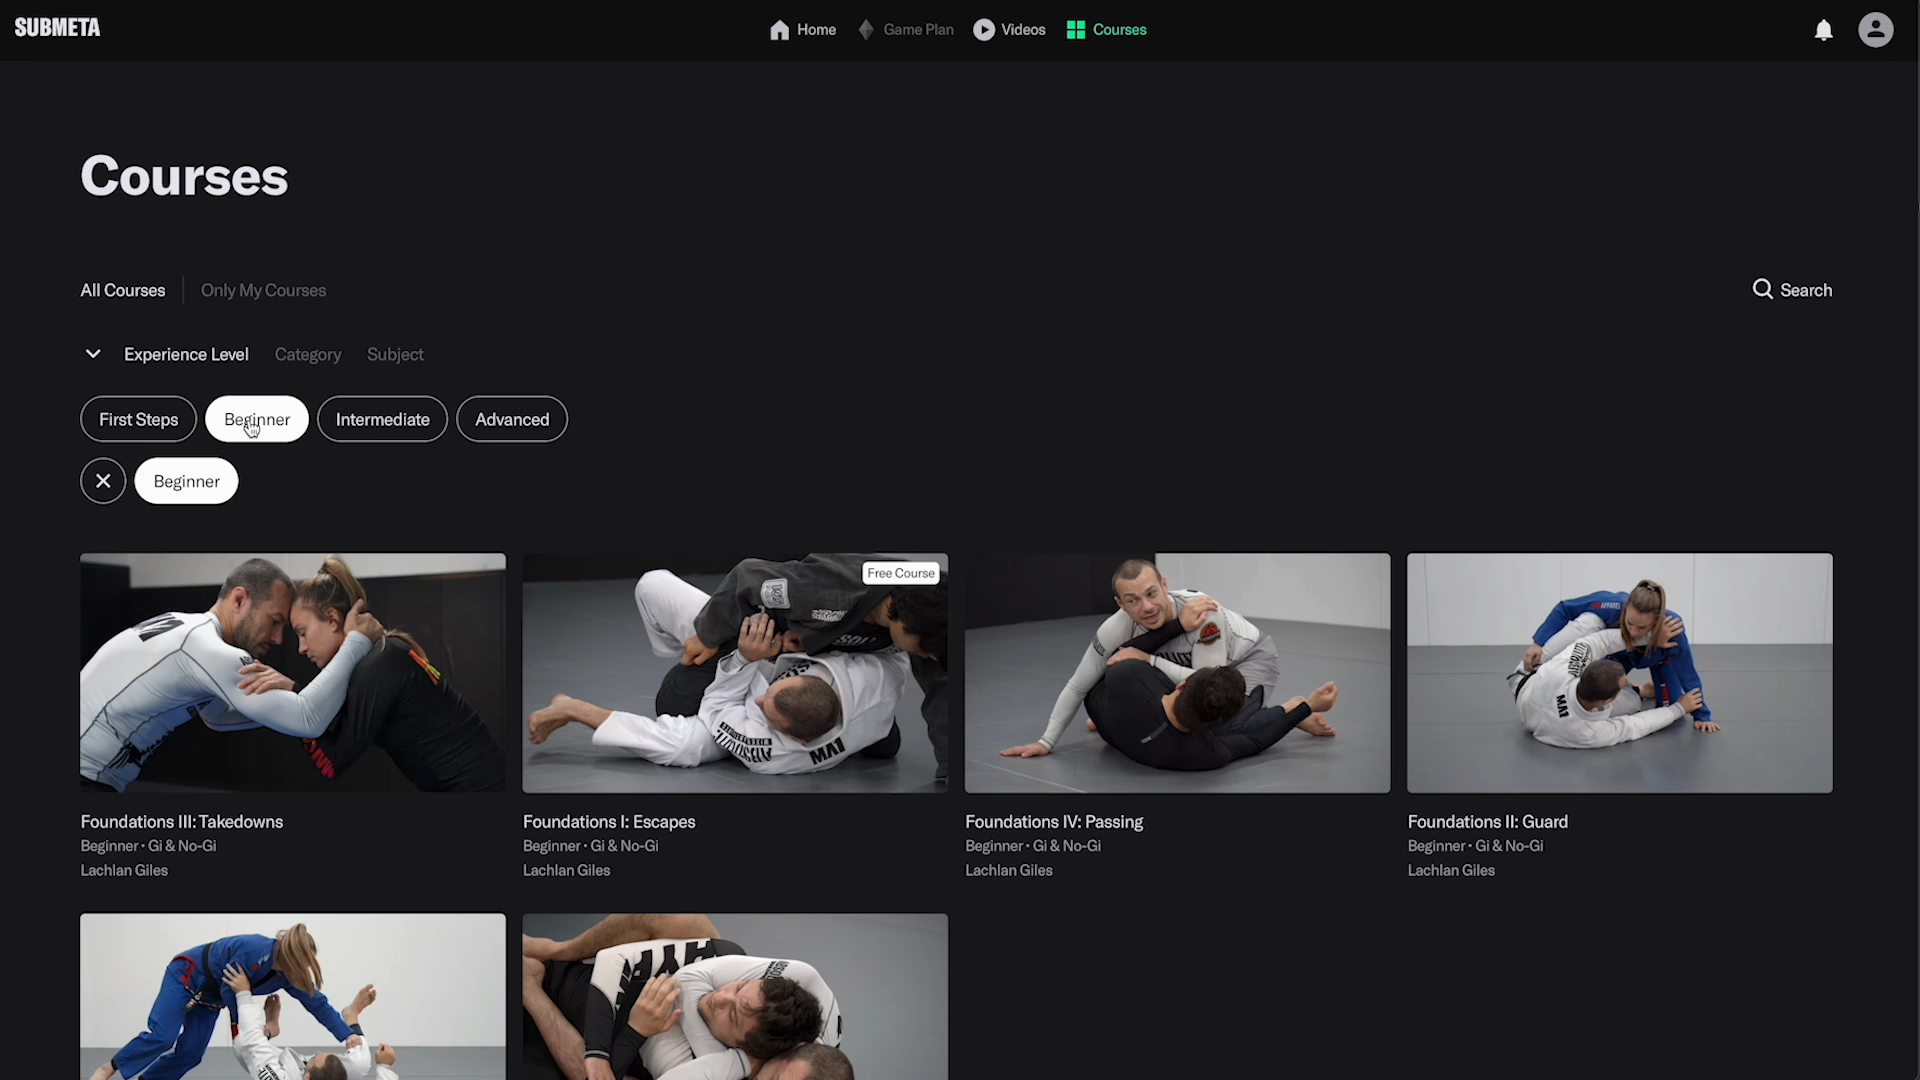 SUBMETA
Home
Game Plan
Videos
Courses
Courses
All Courses
Only My Courses
Search
Experience Level
Category
Subject
First Steps
Beginner
Intermediate
Advanced
Beginner
Free Course
Foundations III: Takedowns
Beginner • Gi & No-Gi
Lachlan Giles
Foundations I: Escapes
Beginner • Gi & No-Gi
Lachlan Giles
Foundations IV: Passing
Beginner • Gi & No-Gi
Lachlan Giles
Foundations II: Guard
Beginner • Gi & No-Gi
Lachlan Giles